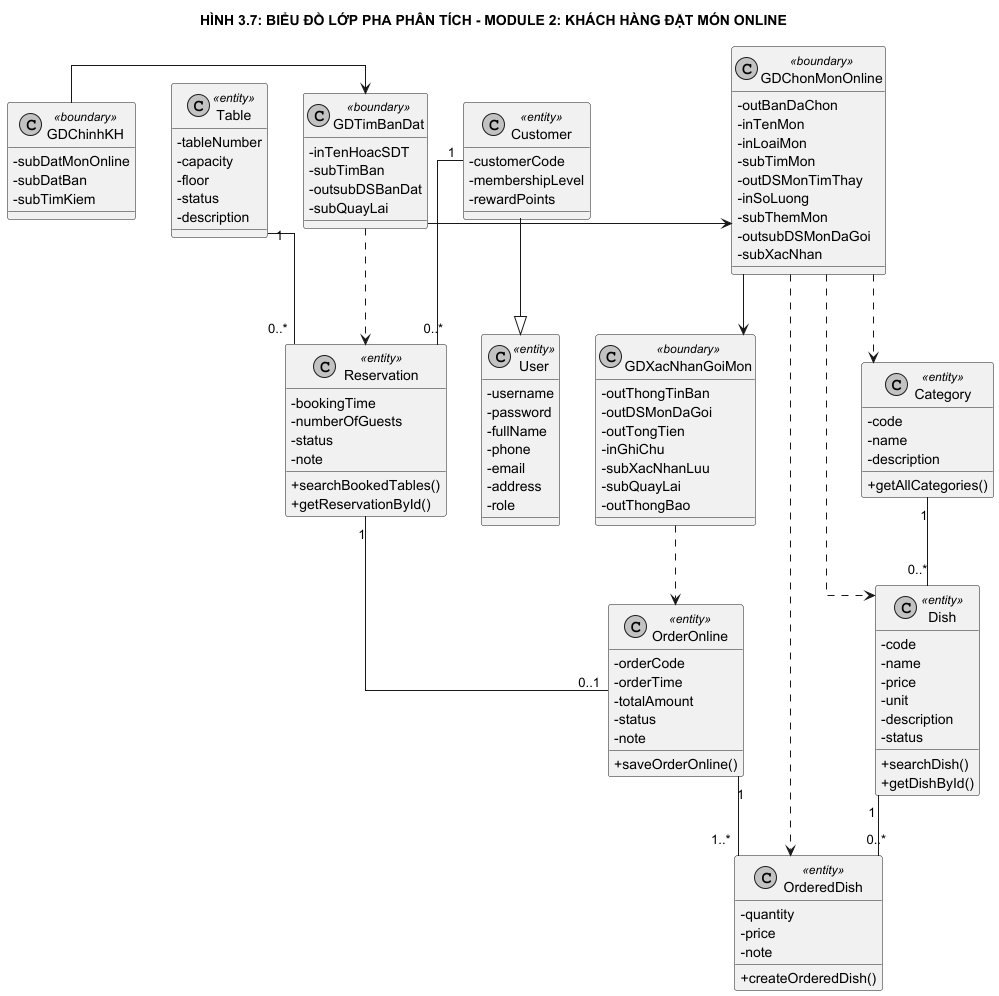 HÌNH 3.7: BIỂU ĐỒ LỚP PHA PHÂN TÍCH - MODULE 2: KHÁCH HÀNG ĐẶT MÓN ONLINE
C «boundary»
GDChinhKH
-subDatMonOnline
-subDatBan
-subTimKiem
C «entity»
Table
-tableNumber
-capacity
-floor
-status
-description
C «boundary»
GDTimBanDat
-inTenHoacSDT
-subTimBan
-outsubDSBanDat
-subQuayLai
C «entity»
Customer
-customerCode
-membershipLevel
-rewardPoints
C «boundary»
GDChonMonOnline
-outBanDaChon
-inTenMon
-inLoaiMon
-subTimMon
-outDSMonTimThay
-inSoLuong
-subThemMon
-outsubDSMonDaGoi
-subXacNhan
1
1
0..*
0..*
C «entity»
Reservation
-bookingTime
-numberOfGuests
-status
-note
+searchBookedTables()
+getReservationById()
C «entity»
User
-username
-password
-fullName
-phone
-email
-address
-role
C «boundary»
GDXacNhanGoiMon
-outThongTinBan
-outDSMonDaGoi
-outTongTien
-inGhiChu
-subXacNhanLuu
-subQuayLai
-outThongBao
C «entity»
Category
-code
-name
-description
+getAllCategories()
1
1
0..*
C «entity»
OrderOnline
-orderCode
-orderTime
-totalAmount
-status
-note
+saveOrderOnline()
0..1
C «entity»
Dish
-code
-name
-price
-unit
-description
-status
+searchDish()
+getDishById()
1
1
1..*
0..*
C «entity»
OrderedDish
-quantity
-price
-note
+createOrderedDish()